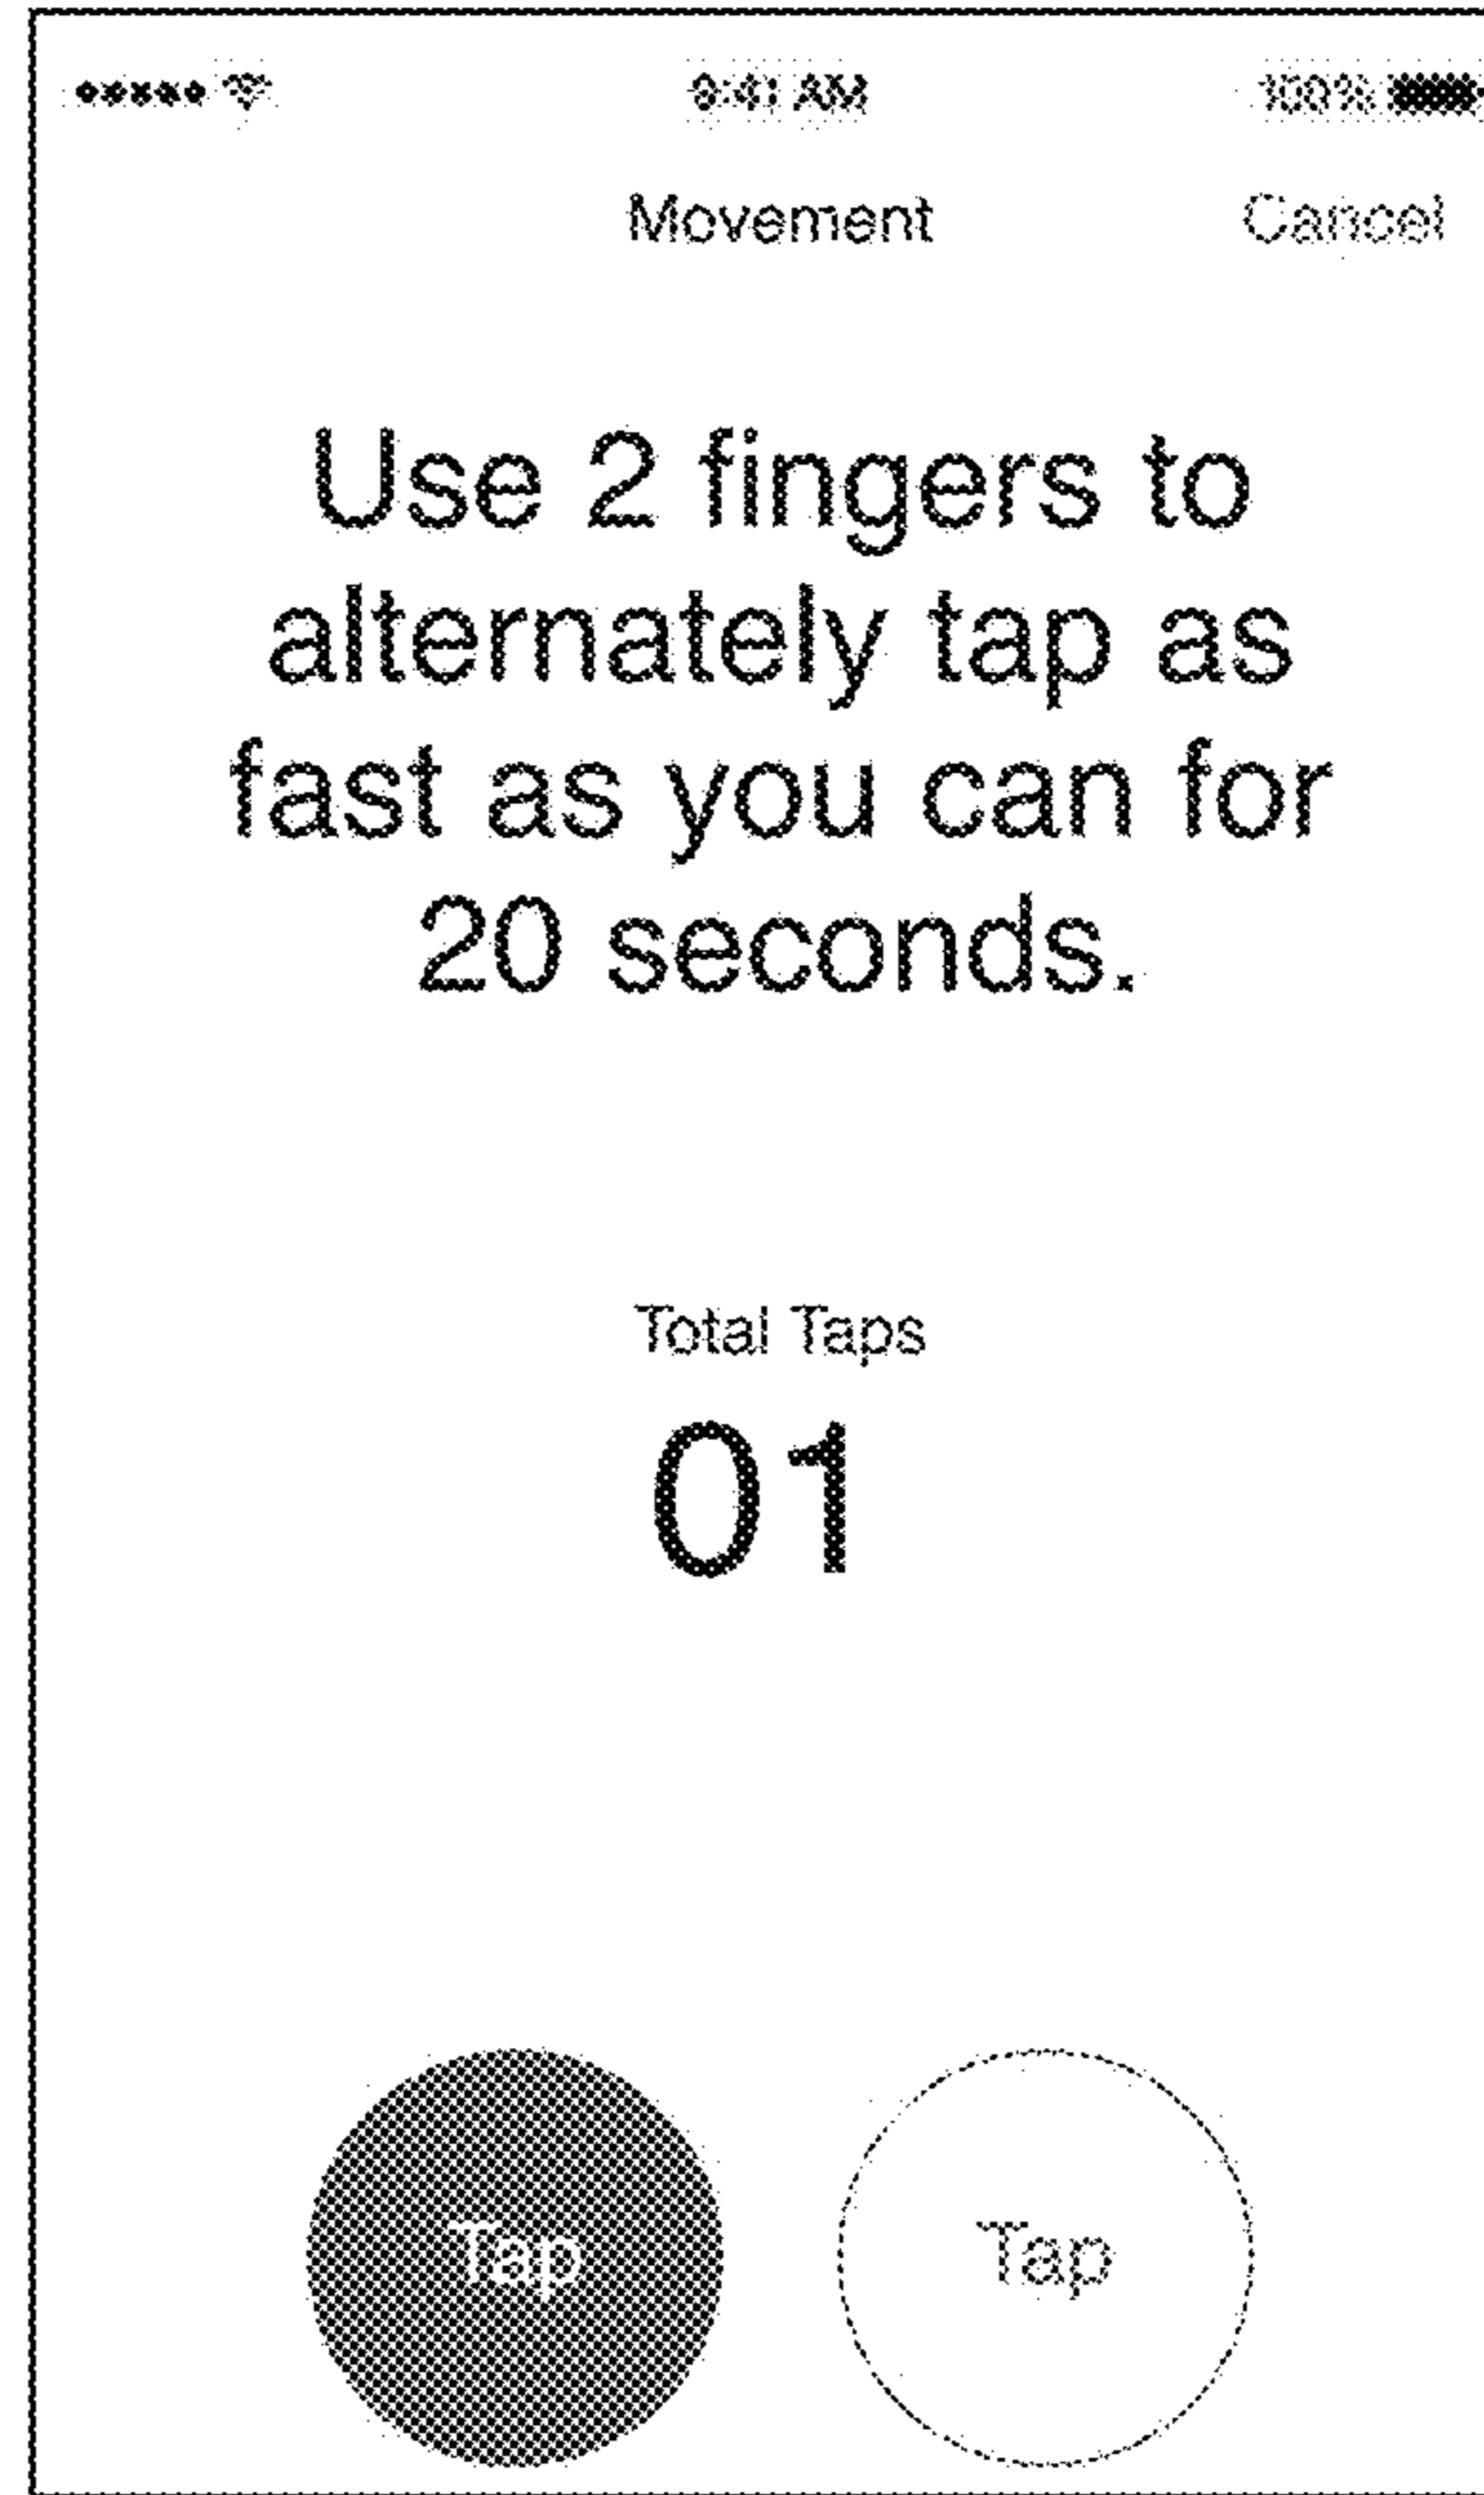 9:41 AM 100%
Movement Cancel
Use 2 fingers to
alternately tap as
fast as you can for
20 seconds.
Total Taps
01
Tap Tap